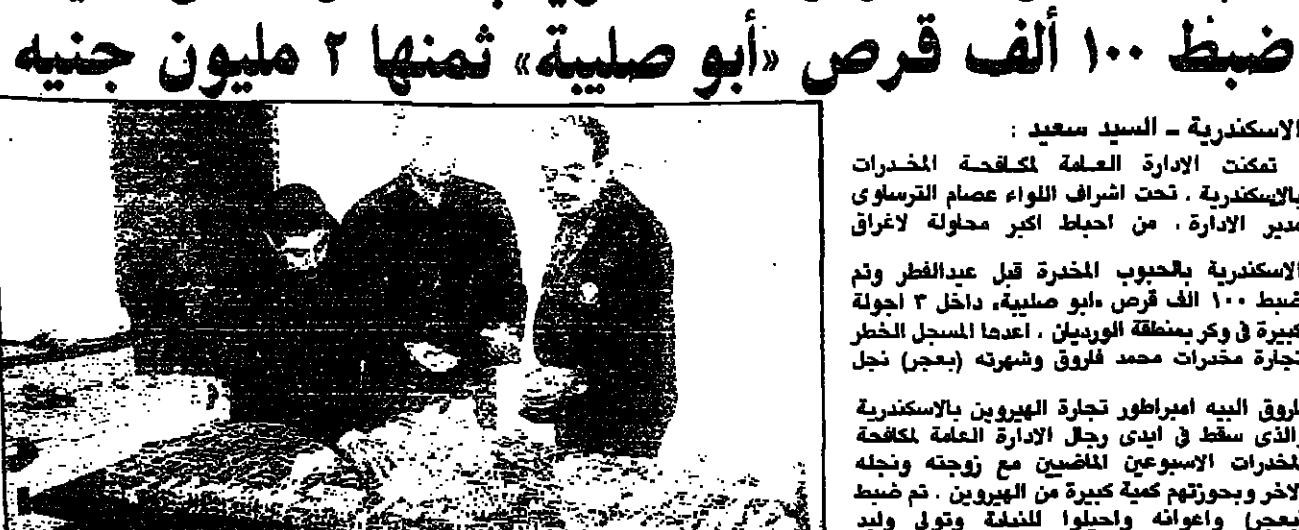 ضبط ١٠٠ ألف قرص «أبو صليبة» ثمنها ٢ مليون جنيه
الاسكندرية ـ السيد سعيد :
تمكنت الإدارة العامة لمكافحة المخدرات
بالاسكندرية ، تحت اشراف اللواء عصام الترساوى
مدير الادارة ، من احباط اكبر محاولة لاغراق
الاسكندرية بالحبوب المخدرة قبل عيدالفطر وتم
ضبط ١٠٠ الف قرص «ابو صليبة» داخل ٣ اجولة
كبيرة فى وكر بمنطقة الورديان ، اعدها المسجل الخطر
تجارة مخدرات محمد فاروق وشهرته (بعجر) نجل
فاروق البيه امبراطور تجارة الهيروين بالاسكندرية
والذى سقط فى ايدى رجال الادارة العامة لمكافحة
المخدرات الاسبوعين الماضيين مع زوجته ونجله
الاخر وبحوزتهم كمية كبيرة من الهيروين . تم ضبط
(بعجر) واعوانه واحيلوا للنيابة وتولى وليد